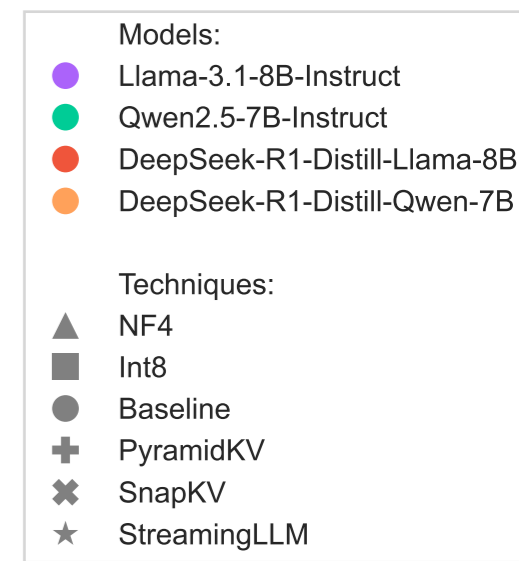 Models:
Llama-3.1-8B-Instruct
Qwen2.5-7B-Instruct
DeepSeek-R1-Distill-Llama-8B
DeepSeek-R1-Distill-Qwen-7B
Techniques:
NF4
Int8
Baseline
PyramidKV
SnapKV
StreamingLLM